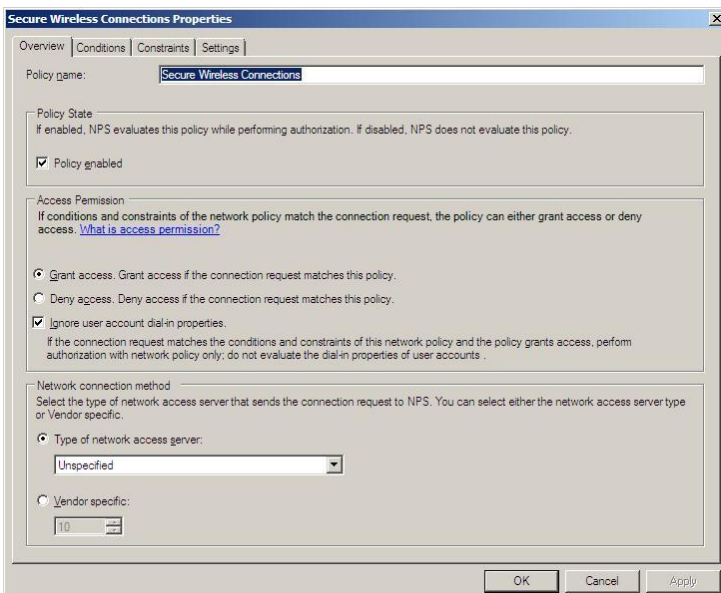 Secure Wireless Connections Properties
Overview Conditions Constraints Settings
Policy name: Secure Wireless Connections
Policy State
If enabled, NPS evaluates this policy while performing authorization. If disabled, NPS does not evaluate this policy.
Policy enabled
Access Permission
If conditions and constraints of the network policy match the connection request, the policy can either grant access or deny
access. What is access permission?
Grant access. Grant access if the connection request matches this policy.
Deny access. Deny access if the connection request matches this policy.
Ignore user account dial-in properties.
If the connection request matches the conditions and constraints of this network policy and the policy grants access, perform
authorization with network policy only; do not evaluate the dial-in properties of user accounts .
Network connection method
Select the type of network access server that sends the connection request to NPS. You can select either the network access server type
or Vendor specific.
Type of network access server:
Unspecified
Vendor specific:
10
OK Cancel Apply